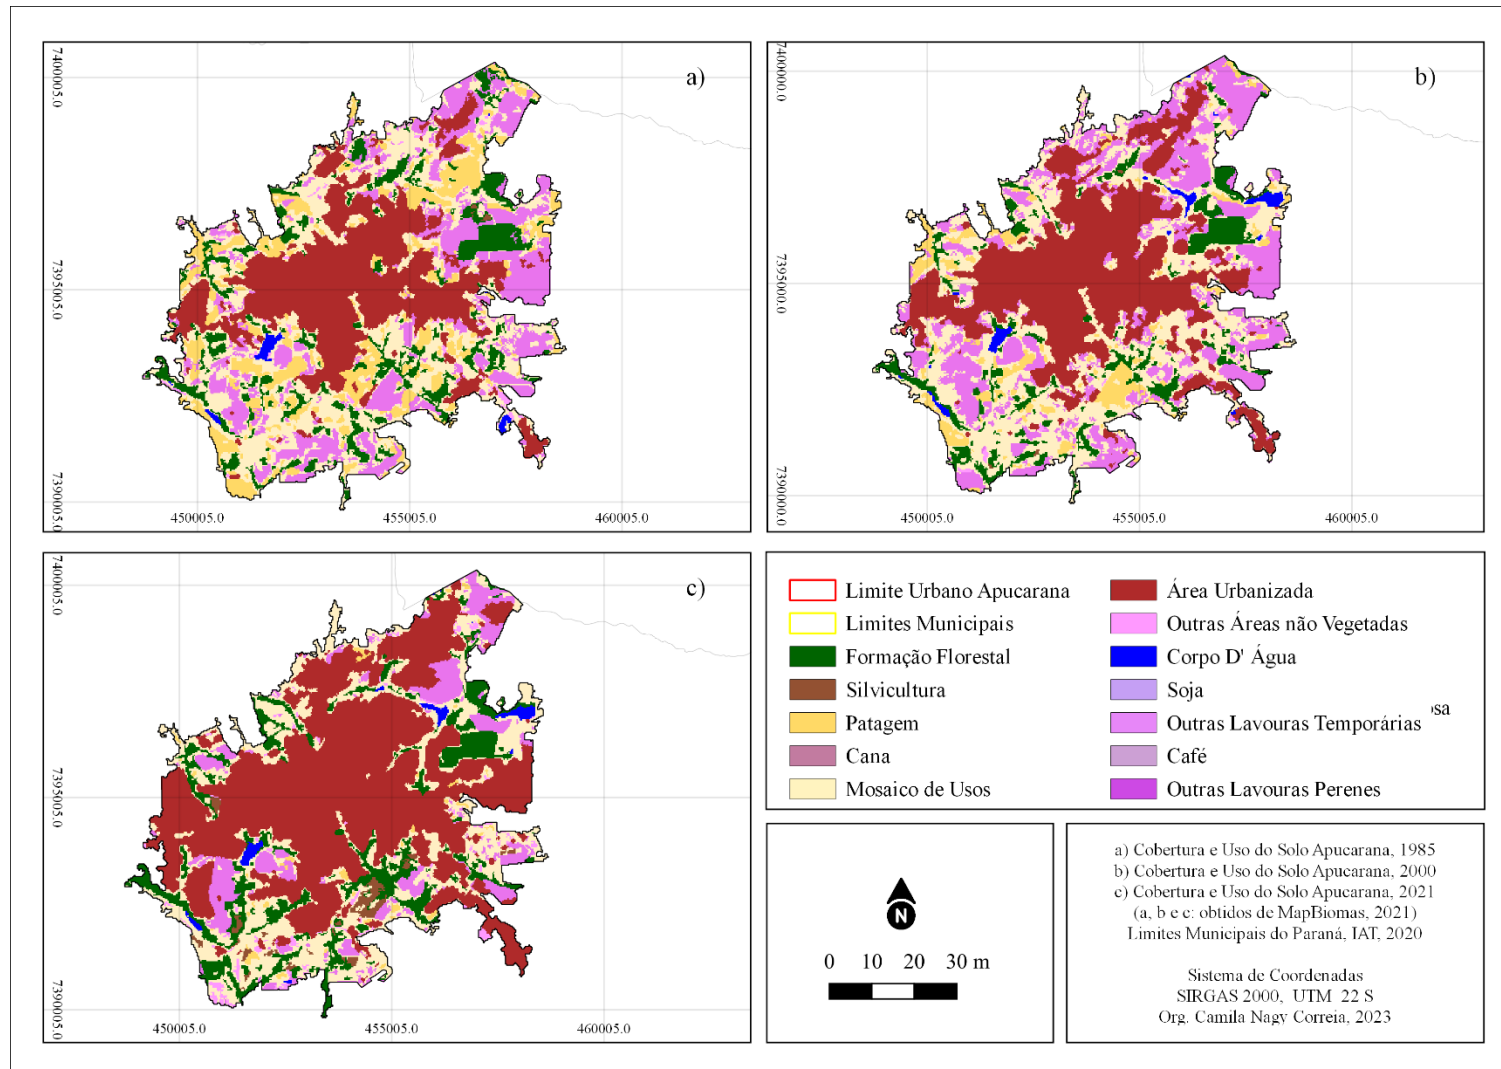 a)
7400005.0
7395005.0
7390005.0
450005.0 455005.0 460005.0
b)
7400000.0
7395000.0
7390000.0
450005.0 455005.0 460005.0
c)
7400005.0
7395005.0
7390005.0
450005.0 455005.0 460005.0
Limite Urbano Apucarana
Limites Municipais
Formação Florestal
Silvicultura
Patagem
Cana
Mosaico de Usos
Área Urbanizada
Outras Áreas não Vegetadas
Corpo D' Água
Soja
Outras Lavouras Temporárias
Café
Outras Lavouras Perenes
N
0 10 20 30 m
a) Cobertura e Uso do Solo Apucarana, 1985
b) Cobertura e Uso do Solo Apucarana, 2000
c) Cobertura e Uso do Solo Apucarana, 2021
(a, b e c: obtidos de MapBiomas, 2021)
Limites Municipais do Paraná, IAT, 2020
Sistema de Coordenadas
SIRGAS 2000, UTM 22 S
Org. Camila Nagy Correia, 2023